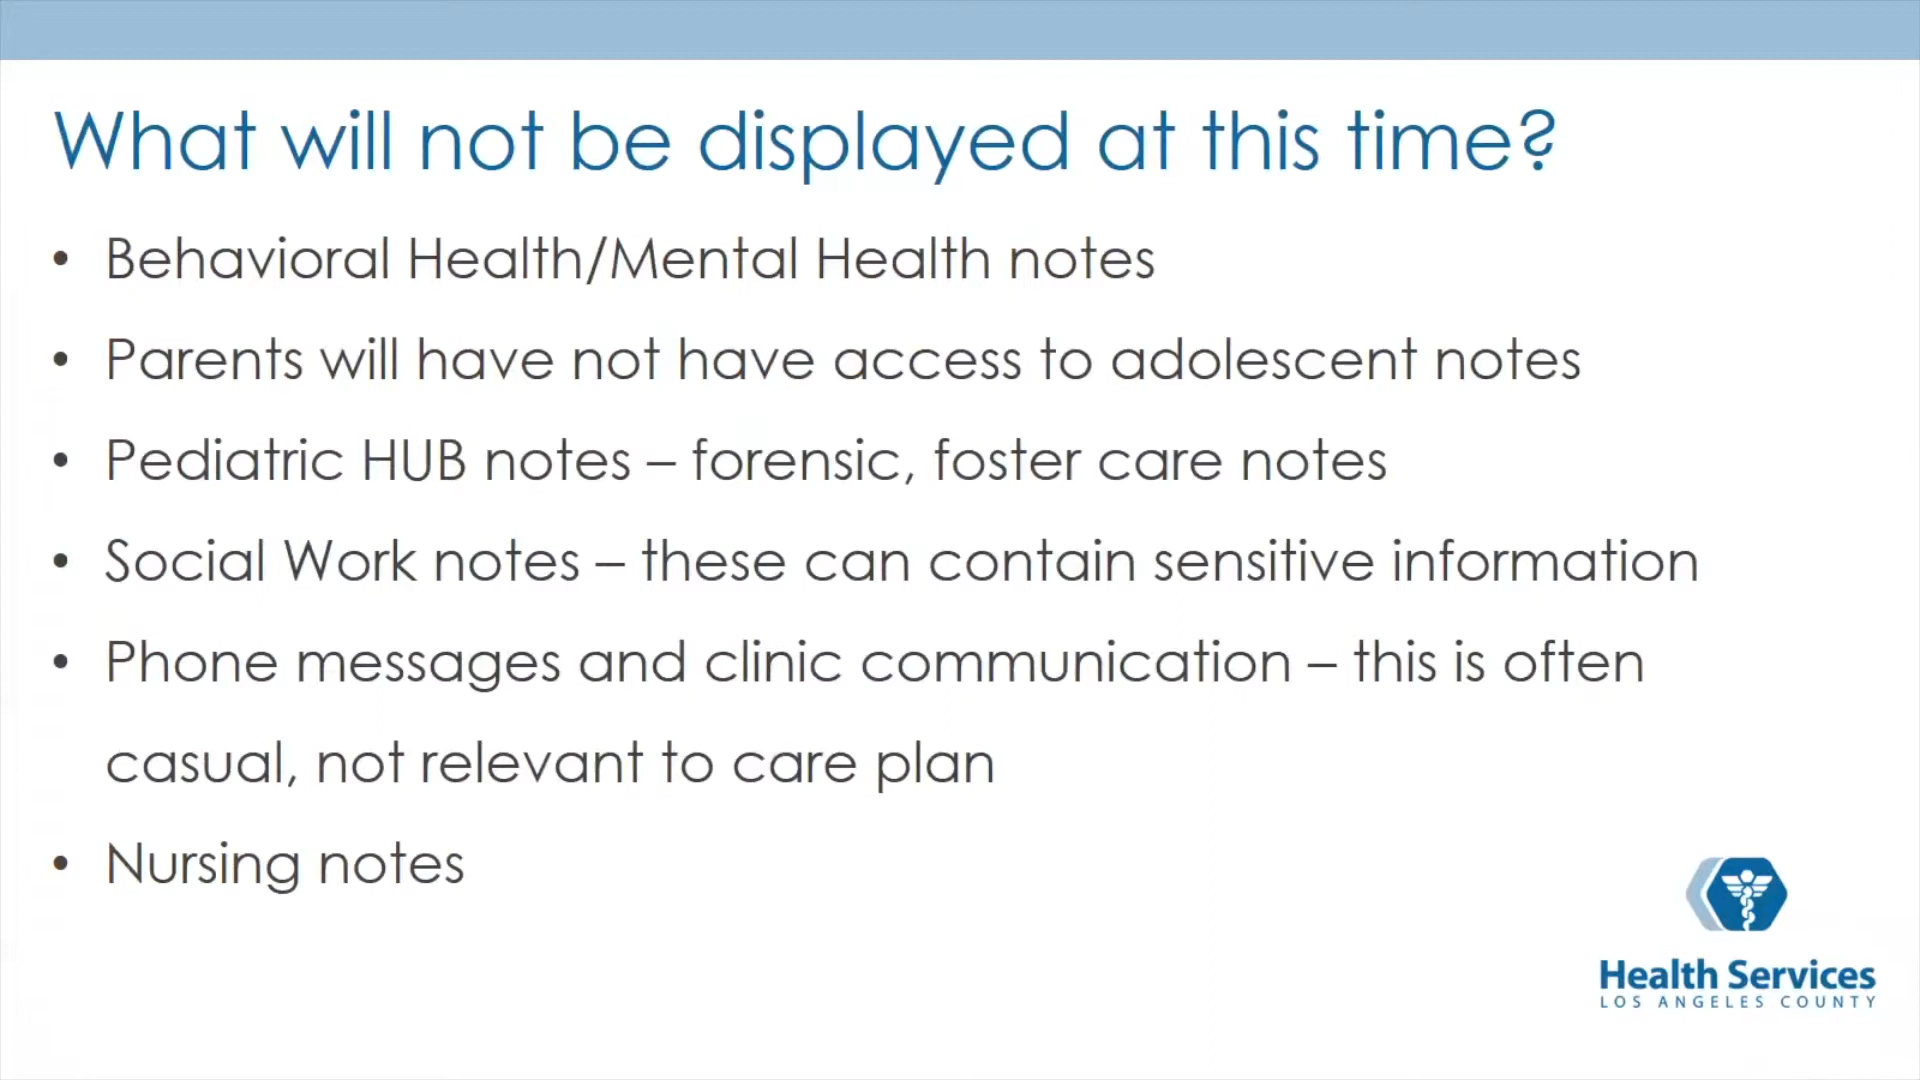 What will not be displayed at this time?
• Behavioral Health/Mental Health notes
• Parents will have not have access to adolescent notes
• Pediatric HUB notes – forensic, foster care notes
• Social Work notes – these can contain sensitive information
• Phone messages and clinic communication – this is often
casual, not relevant to care plan
• Nursing notes
Health Services
LOS ANGELES COUNTY